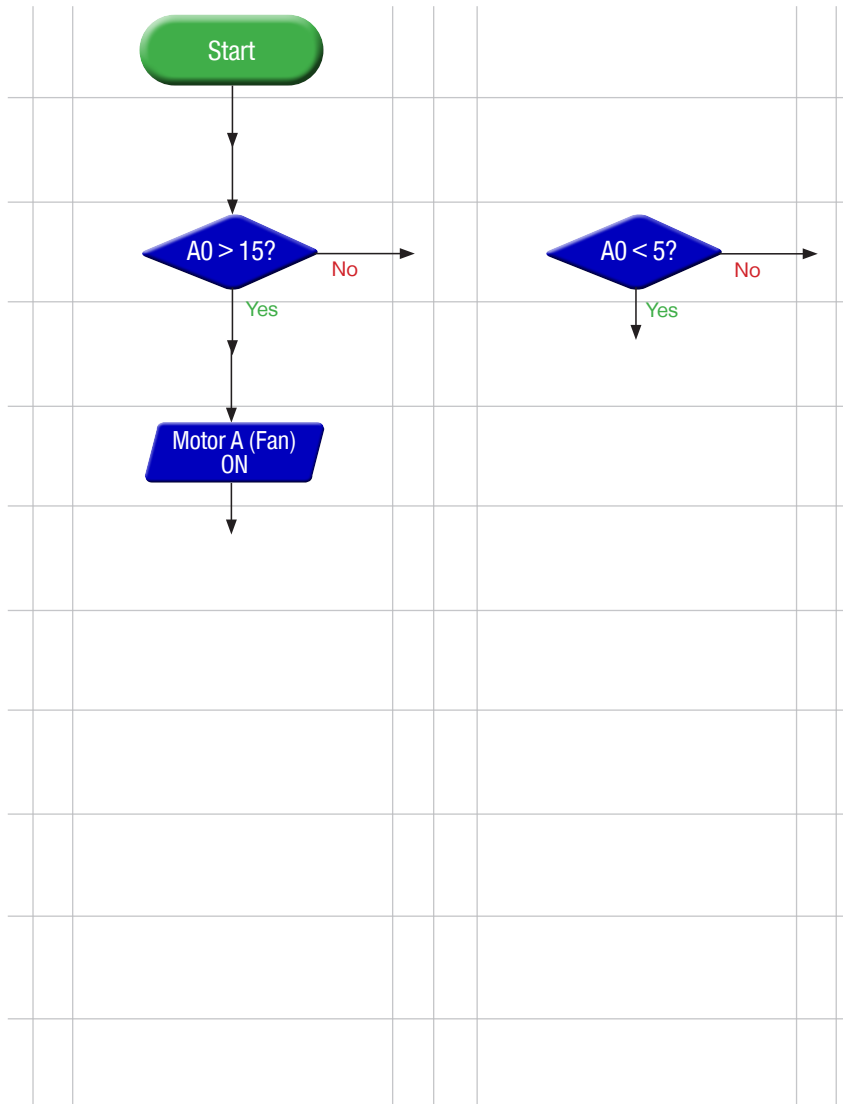 Start
A0 > 15?
No
Yes
A0 < 5?
No
Yes
Motor A (Fan)
ON